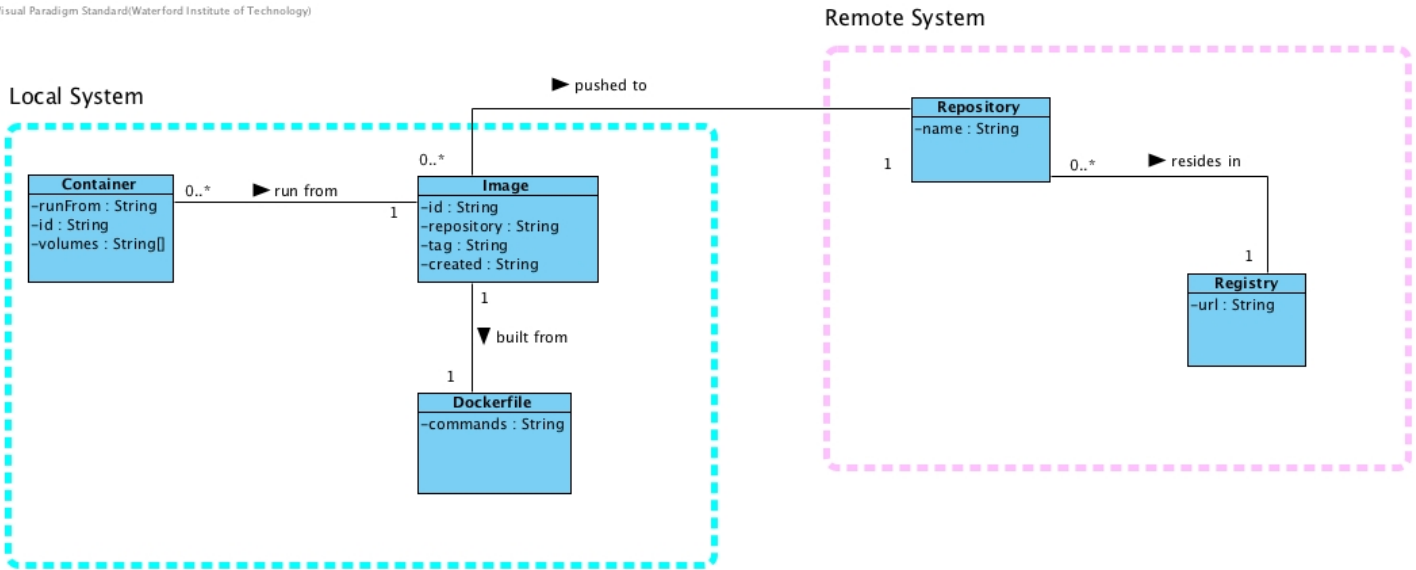 Visual Paradigm Standard(Waterford Institute of Technology)
Remote System
pushed to
Local System
Repository
-name : String
0..*
1
0..*
resides in
Container
-runFrom : String
-id : String
-volumes : String[]
0..*
run from
1
Image
-id : String
-repository : String
-tag : String
-created : String
1
Registry
-url : String
1
built from
1
Dockerfile
-commands : String